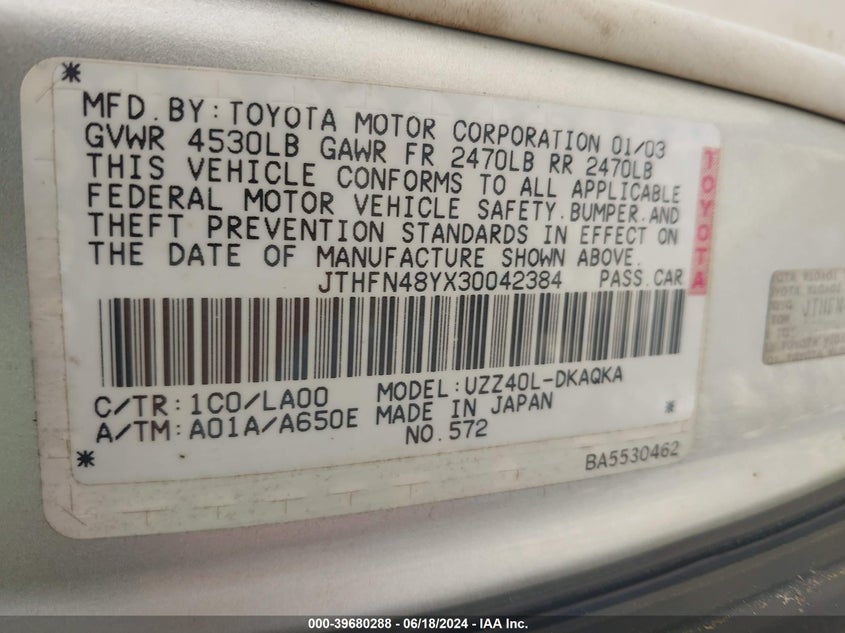 MFD. BY: TOYOTA MOTOR CORPORATION 01/03
GVWR 4530LB GAWR FR 2470LB RR 2470LB
THIS VEHICLE CONFORMS TO ALL APPLICABLE
FEDERAL MOTOR VEHICLE SAFETY. BUMPER. AND
THEFT PREVENTION STANDARDS IN EFFECT ON
THE DATE OF MANUFACTURE SHOWN ABOVE.
JTHFN48YX30042384 PASS. CAR
TOYOTA
C/TR: 1C0/LA00 MODEL: UZZ40L-DKAQKA
A/TM: A01A/A650E MADE IN JAPAN
NO. 572
BA5530462
000-39680288 - 06/18/2024 - IAA Inc.